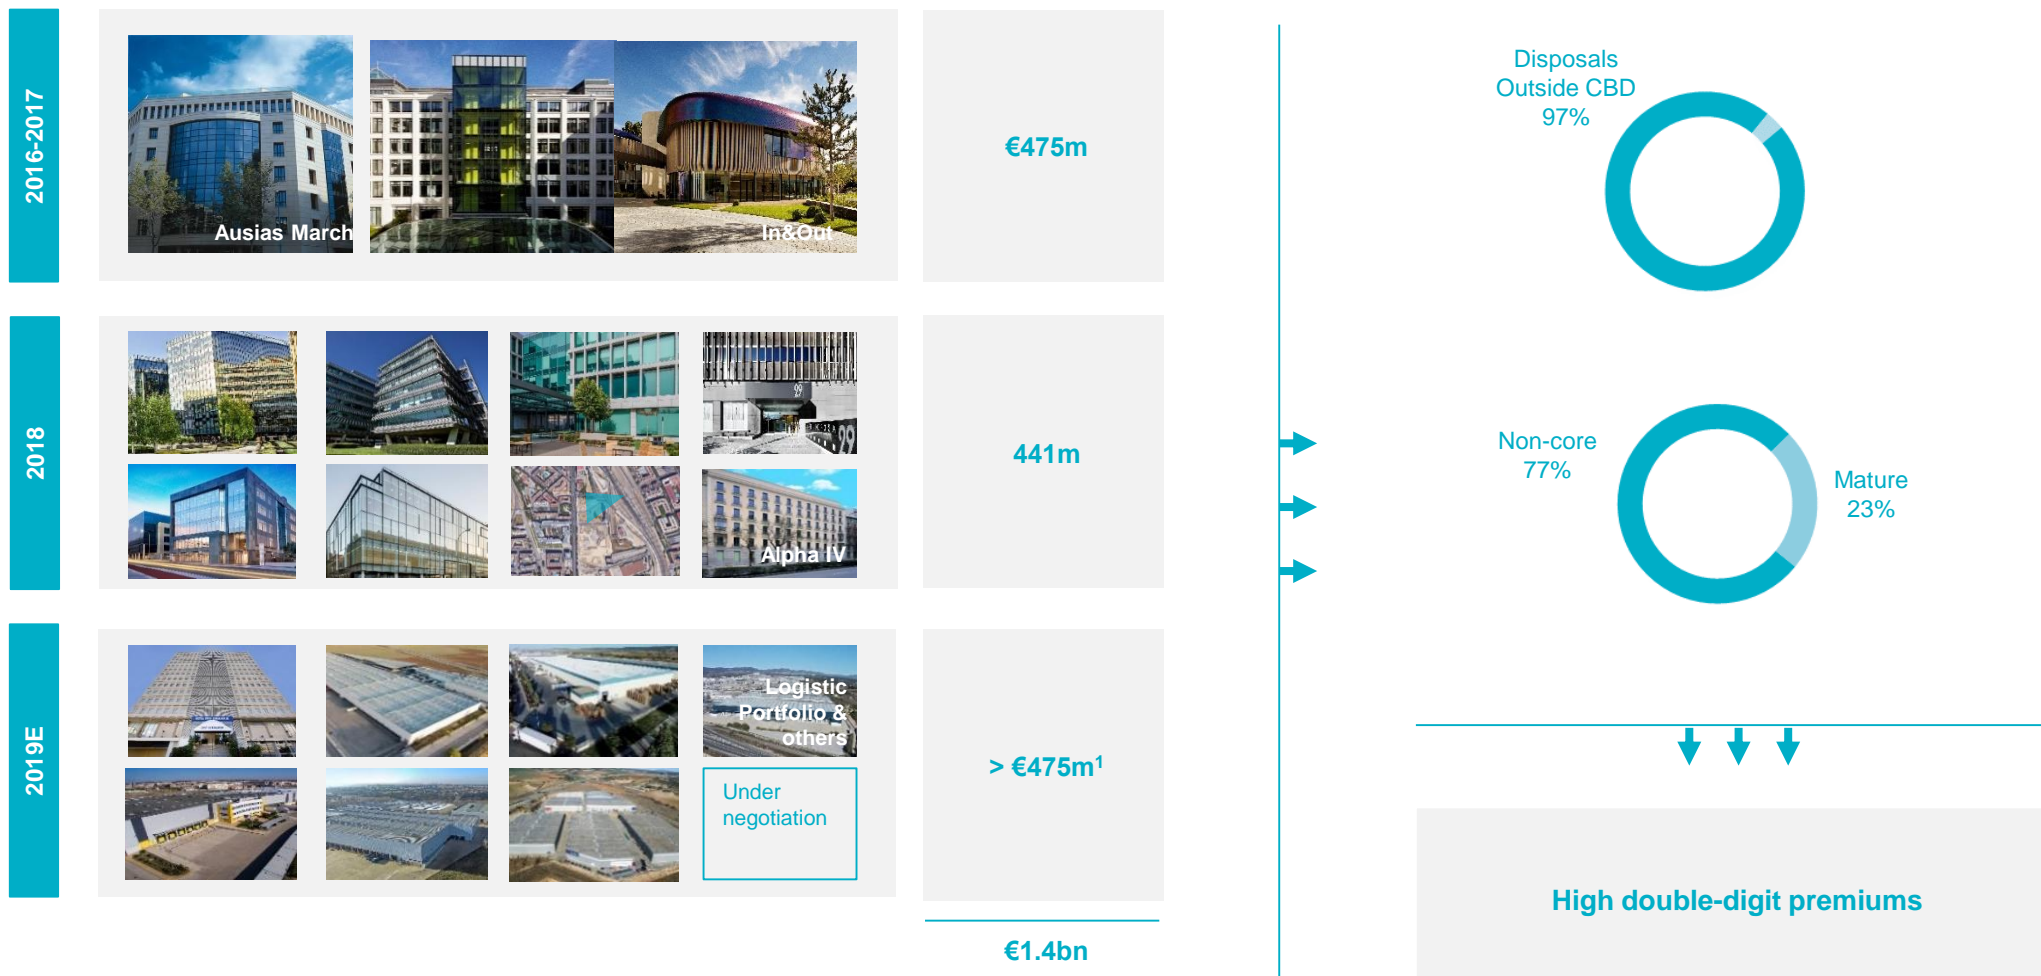 2016-2017
Ausias March
In&Out
€475m
2018
Alpha IV
441m
2019E
Logistic
Portfolio &
others
Under
negotiation
> €475m¹
€1.4bn
Disposals
Outside CBD
97%
Non-core
77%
Mature
23%
High double-digit premiums